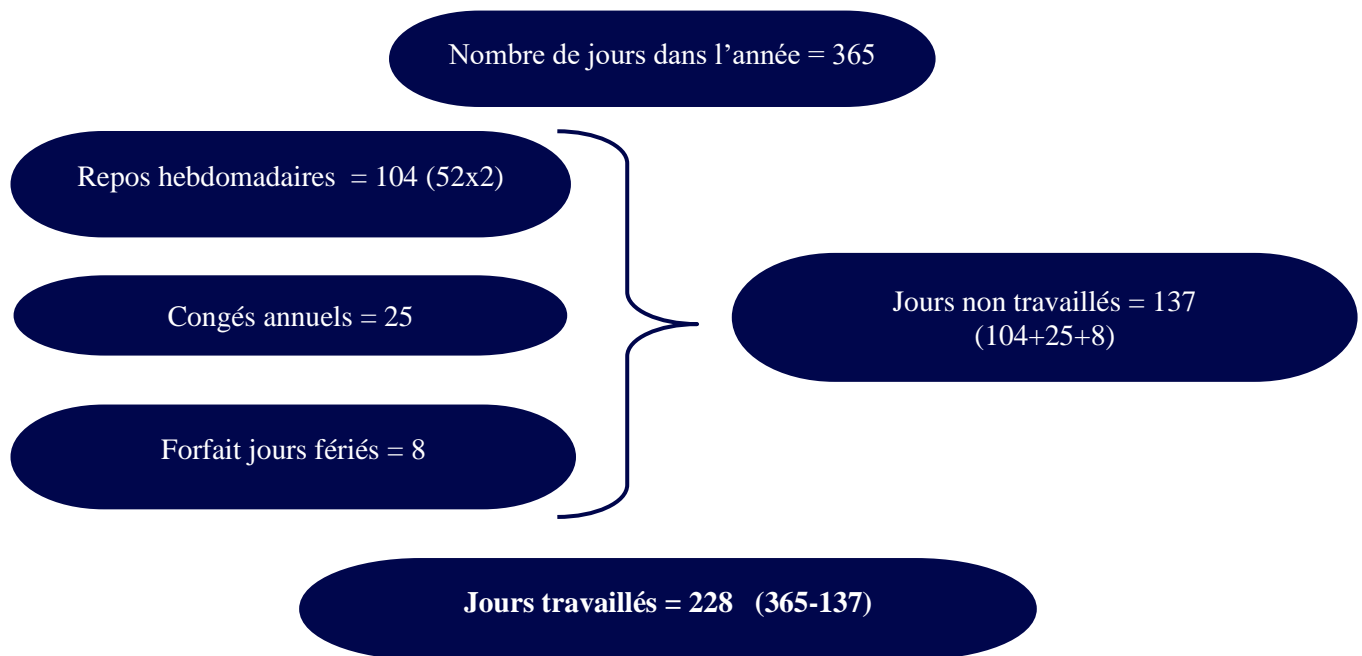 Nombre de jours dans l’année = 365
Repos hebdomadaires  = 104 (52x2)
Congés annuels = 25
Forfait jours fériés = 8
Jours non travaillés = 137
(104+25+8)
Jours travaillés = 228   (365-137)